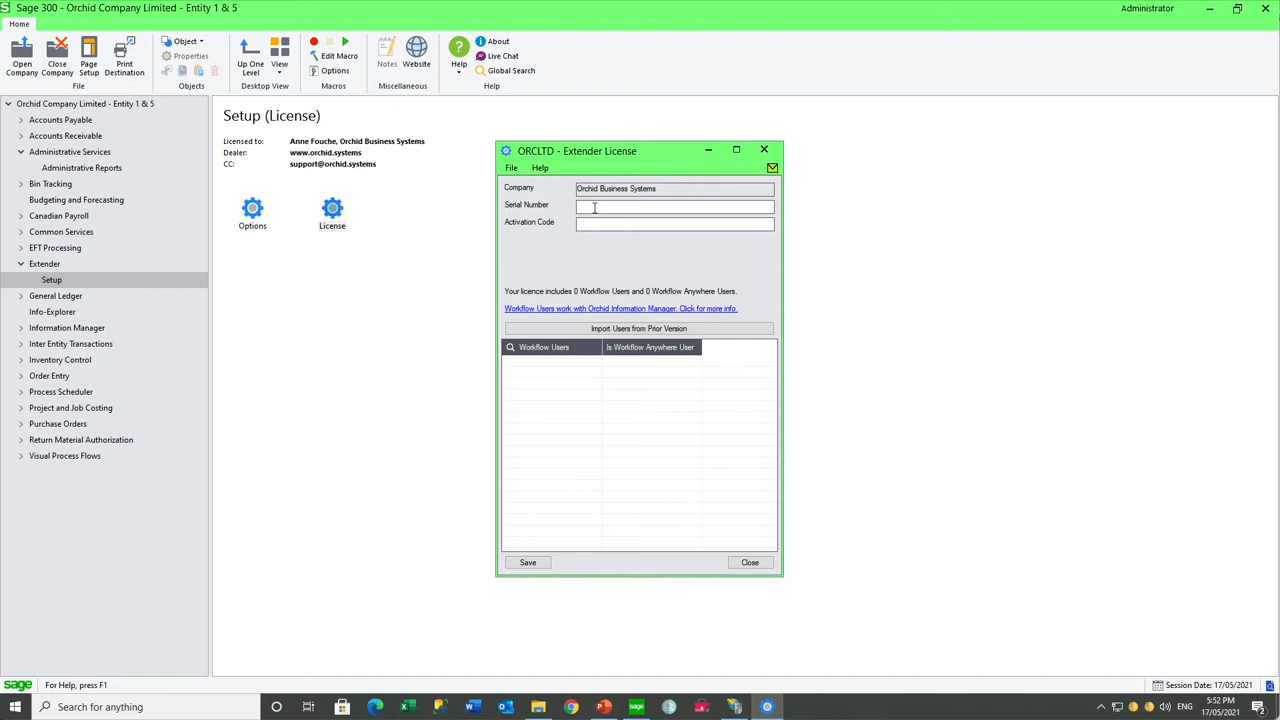 Sage 300 - Orchid Company Limited - Entity 1 & 5
Administrator
Home
Open Company
Close Company
Page Setup
Print Destination
File
Object
Properties
Objects
Up One Level
View
Desktop View
Edit Macro
Options
Macros
Notes
Website
Miscellaneous
Help
About
Live Chat
Global Search
Help
Orchid Company Limited - Entity 1 & 5
Accounts Payable
Accounts Receivable
Administrative Services
Administrative Reports
Bin Tracking
Budgeting and Forecasting
Canadian Payroll
Common Services
EFT Processing
Extender
Setup
General Ledger
Info-Explorer
Information Manager
Inter Entity Transactions
Inventory Control
Order Entry
Process Scheduler
Project and Job Costing
Purchase Orders
Return Material Authorization
Visual Process Flows
Setup (License)
Licensed to: Anne Fouche, Orchid Business Systems
Dealer: www.orchid.systems
CC: support@orchid.systems
Options
License
ORCLTD - Extender License
File Help
Company Orchid Business Systems
Serial Number
Activation Code
Your licence includes 0 Workflow Users and 0 Workflow Anywhere Users.
Workflow Users work with Orchid Information Manager. Click for more info.
Import Users from Prior Version
Workflow Users Is Workflow Anywhere User
Save Close
sage For Help, press F1
Session Date: 17/05/2021
Search for anything
sage
5:52 PM
17/05/2021
2